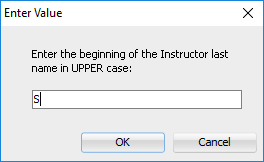 Enter Value
Enter the beginning of the Instructor last
name in UPPER case:
S
OK
Cancel